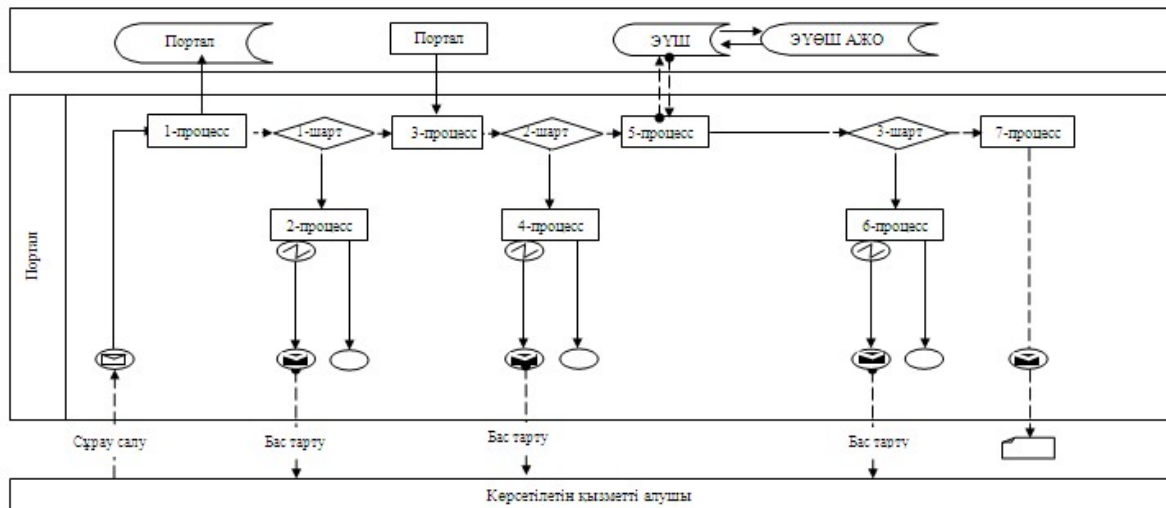 Портал
Портал
ЭҮШ
ЭҮӨШ АЖО
Портал
1-процесс
1-шарт
3-процесс
2-шарт
5-процесс
3-шарт
7-процесс
2-процесс
4-процесс
6-процесс
Сұрау салу
Бас тарту
Бас тарту
Бас тарту
Көрсетілетін қызметті алушы